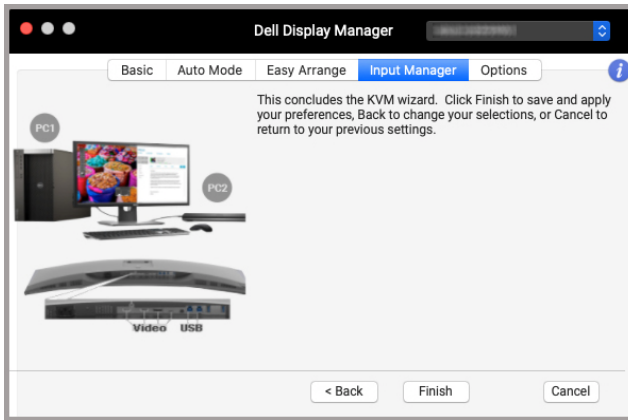 Dell Display Manager
Basic Auto Mode Easy Arrange Input Manager Options
i
This concludes the KVM wizard. Click Finish to save and apply
your preferences, Back to change your selections, or Cancel to
return to your previous settings.
PC1
PC2
Video USB
< Back Finish Cancel